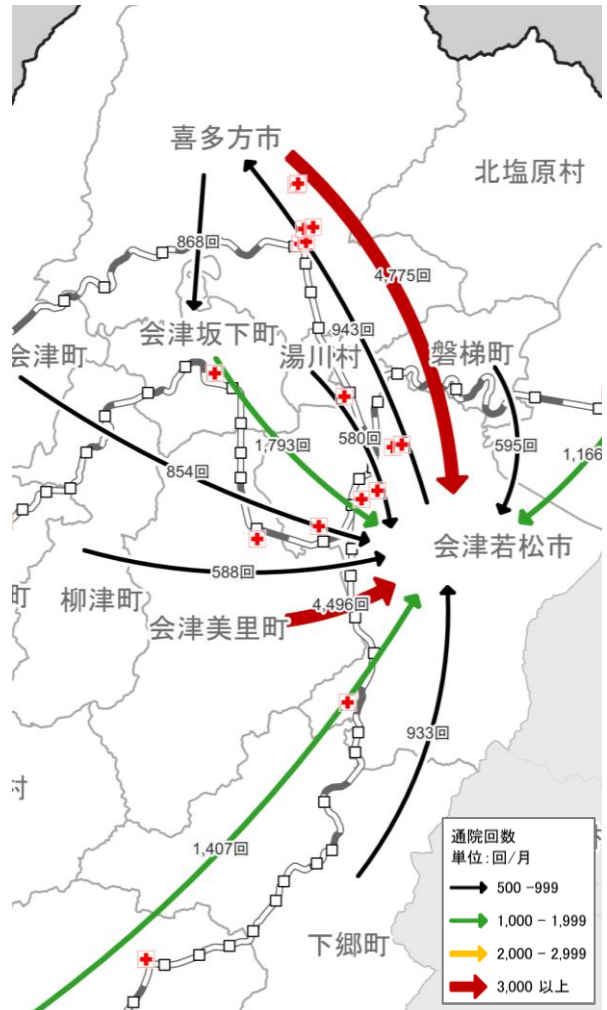 喜多方市
北塩原村
868回
4,775回
会津坂下町
943回
会津町
湯川村
磐梯町
1,793回
580回
595回
1,166
854回
会津若松市
588回
町
柳津町
4,496回
会津美里町
933回
村
1,407回
下郷町
通院回数
単位:回/月
500 -999
1,000 - 1,999
2,000 - 2,999
3,000 以上